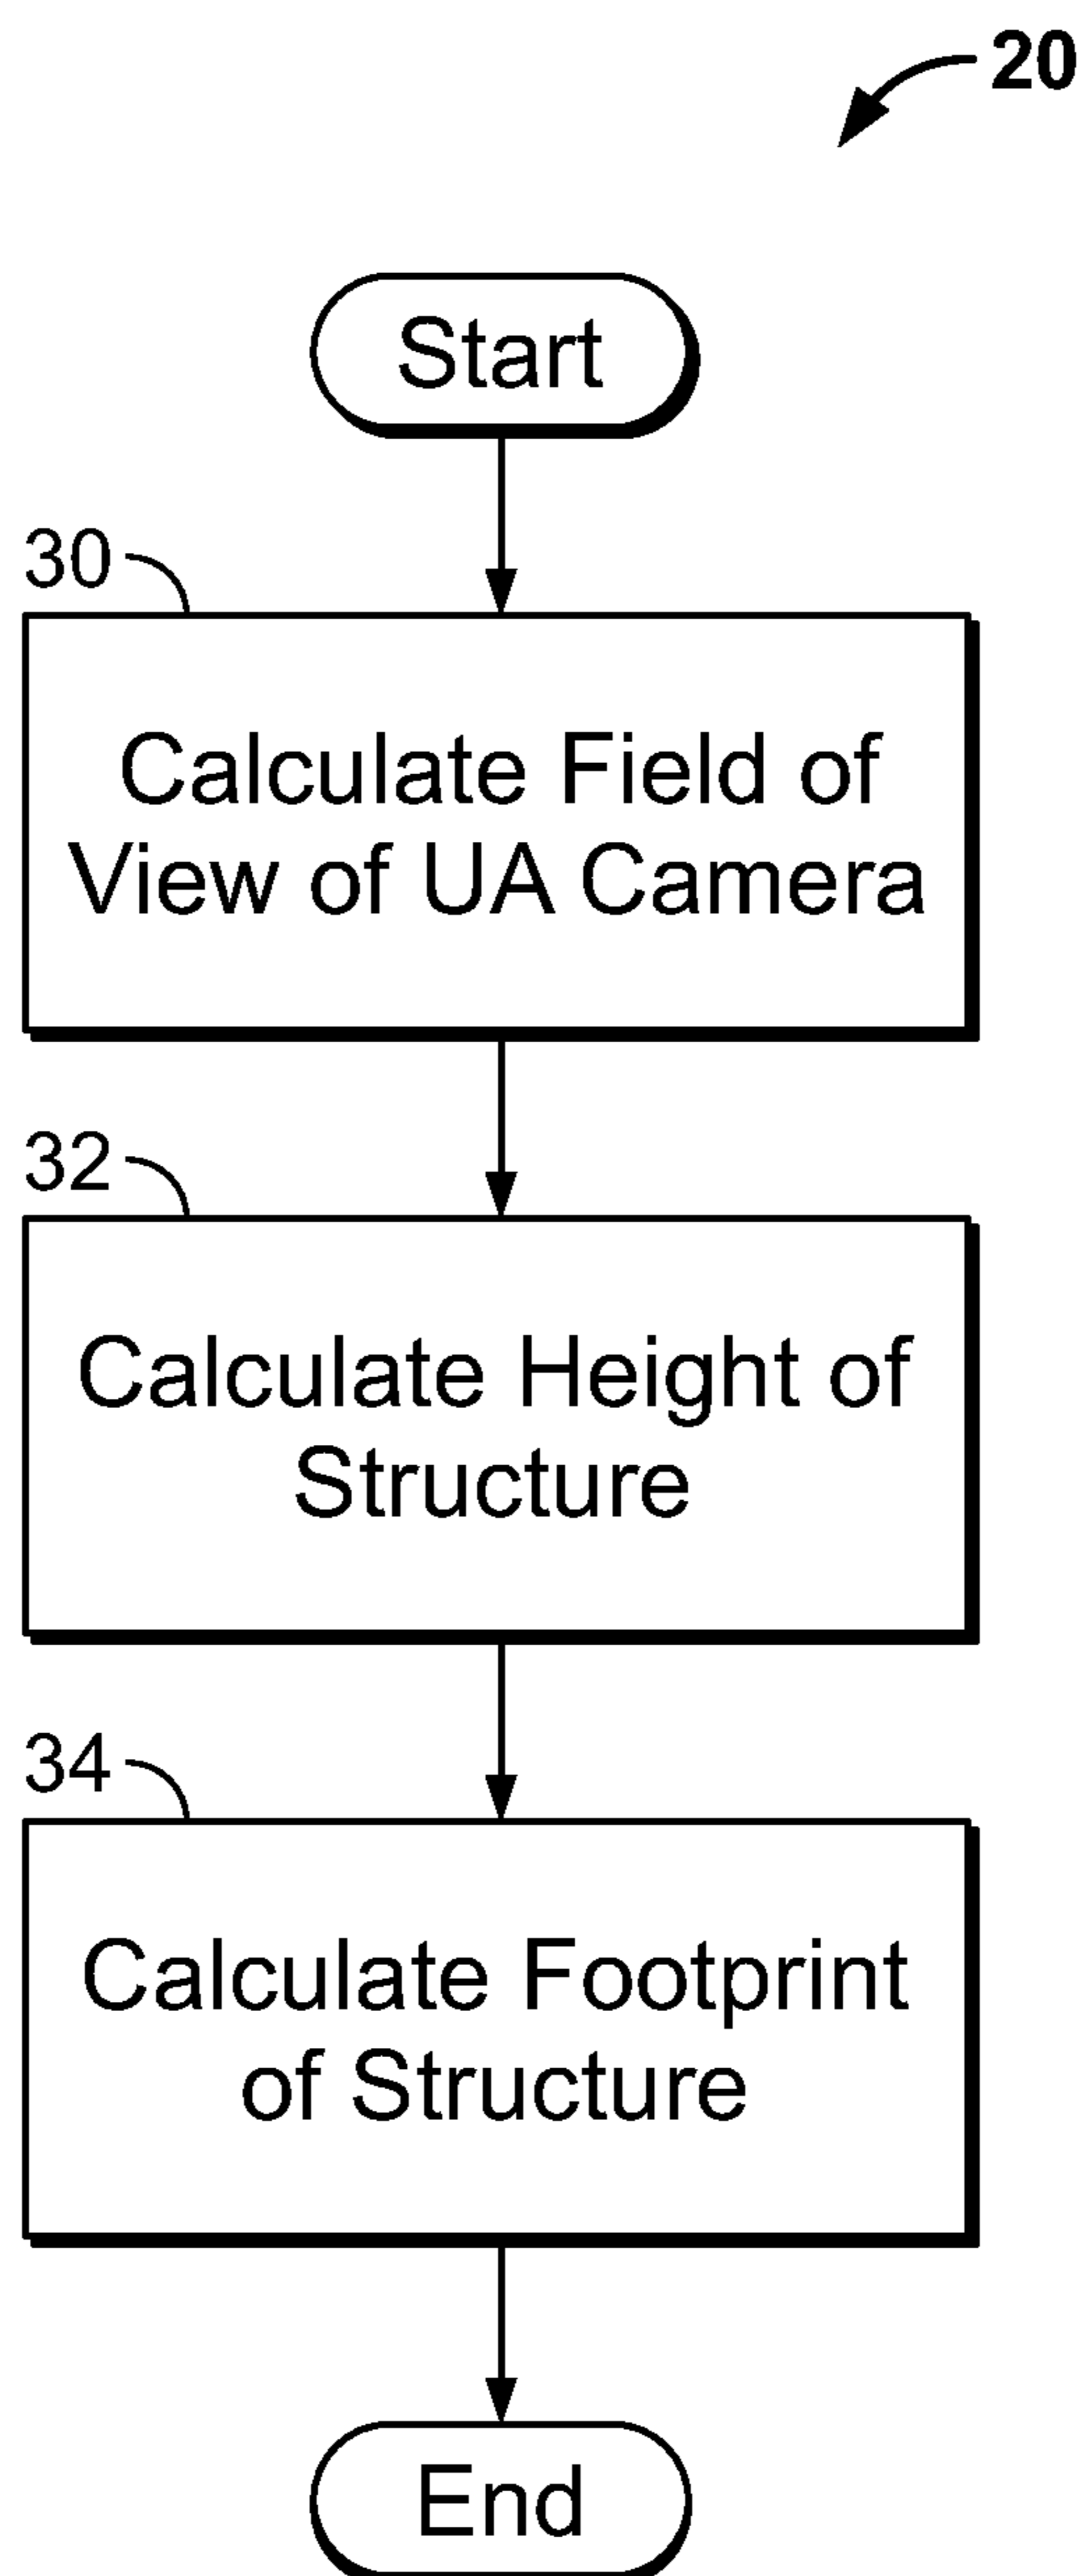 20
Start
30
Calculate Field of
View of UA Camera
32
Calculate Height of
Structure
34
Calculate Footprint
of Structure
End